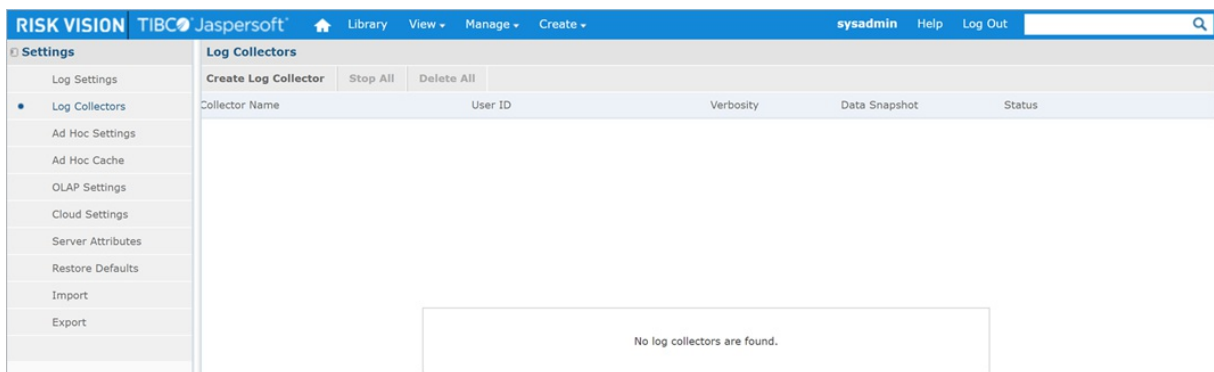 RISK VISION TIBCO Jaspersoft® Library View Manage Create sysadmin Help Log Out
Settings
Log Settings
Log Collectors
Ad Hoc Settings
Ad Hoc Cache
OLAP Settings
Cloud Settings
Server Attributes
Restore Defaults
Import
Export
Log Collectors
Create Log Collector Stop All Delete All
Collector Name User ID Verbosity Data Snapshot Status
No log collectors are found.